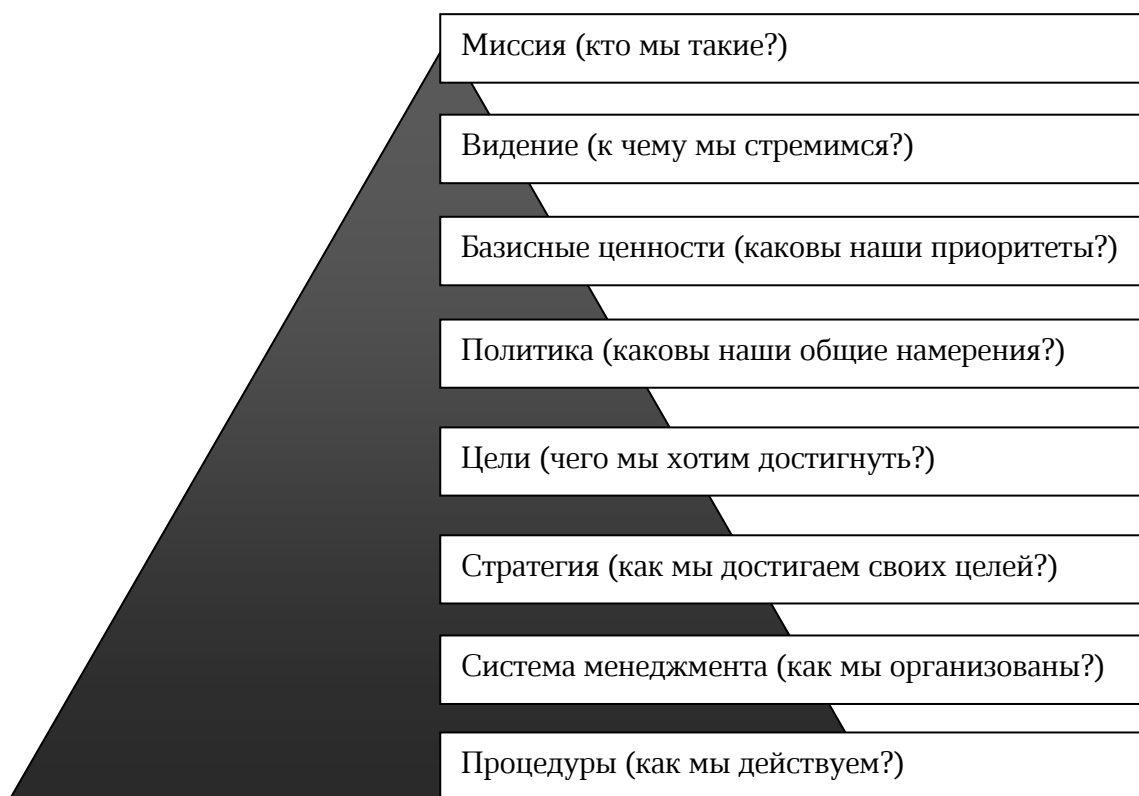 Миссия (кто мы такие?)
Видение (к чему мы стремимся?)
Базисные ценности (каковы наши приоритеты?)
Политика (каковы наши общие намерения?)
Цели (чего мы хотим достигнуть?)
Стратегия (как мы достигаем своих целей?)
Система менеджмента (как мы организованы?)
Процедуры (как мы действуем?)